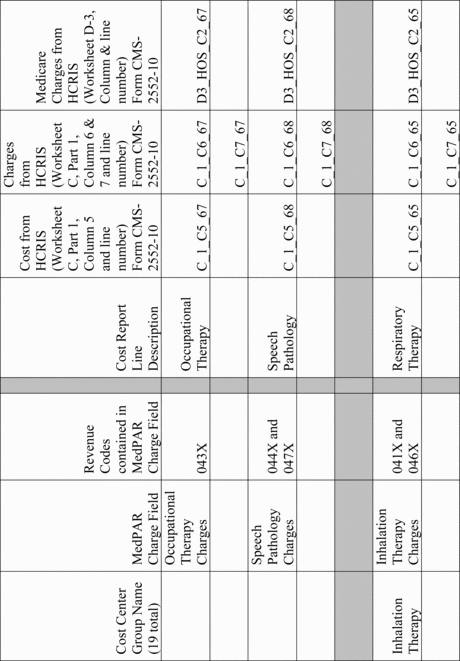 Cost Center
Group Name
(19 total)
MedPAR
Charge Field
Revenue
Codes
contained in
MedPAR
Charge Field
Cost Report
Line
Description
Cost from
HCRIS
(Worksheet
C, Part 1,
Column 5
and line
number)
Form CMS-
2552-10
Charges
from
HCRIS
(Worksheet
C, Part 1,
Column 6 &
7 and line
number)
Form CMS-
2552-10
Medicare
Charges from
HCRIS
(Worksheet D-3,
Column & line
number)
Form CMS-
2552-10
Occupational
Therapy
Charges
043X
Occupational
Therapy
C_1_C5_67
C_1_C6_67
D3_HOS_C2_67
C_1_C7_67
Speech
Pathology
Charges
044X and
047X
Speech
Pathology
C_1_C5_68
C_1_C6_68
D3_HOS_C2_68
C_1_C7_68
Inhalation
Therapy
Inhalation
Therapy
Charges
041X and
046X
Respiratory
Therapy
C_1_C5_65
C_1_C6_65
D3_HOS_C2_65
C_1_C7_65